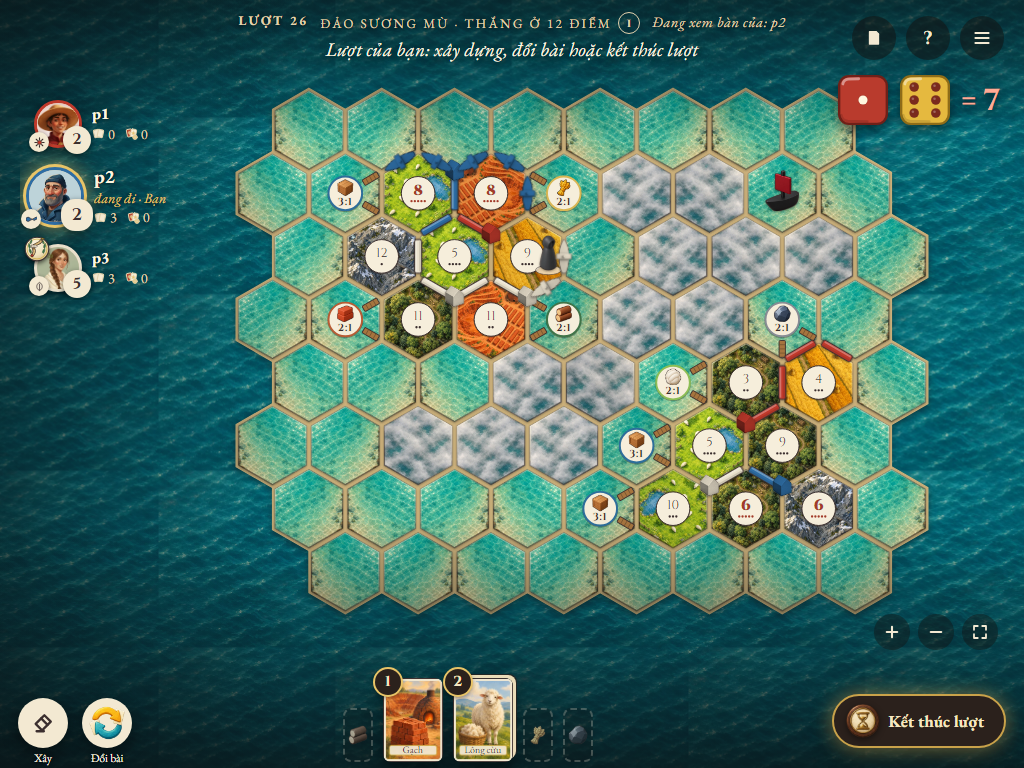 LƯỢT 26 ĐẢO SƯƠNG MÙ · THẮNG Ở 12 ĐIỂM 1 Đang xem bàn của: p2
Lượt của bạn: xây dựng, đổi bài hoặc kết thúc lượt
?
= 7
p1
2 0 0
p2
đang đi · Bạn
2 3 0
p3
5 3 0
3:1 8 8 2:1
12 5 9
2:1 11 11 2:1 2:1
2:1 3 4
3:1 5 9
3:1 10 6 6
+ −
1 2
Gạch Lông cừu
Kết thúc lượt
Xây Đổi bài